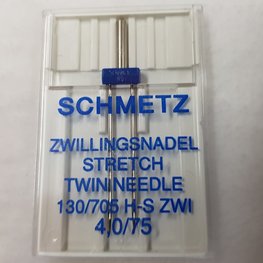 SCHMETZ
ZWILLINGSNADEL
STRETCH
TWIN NEEDLE
130/705 H-S ZWI
4,0/75